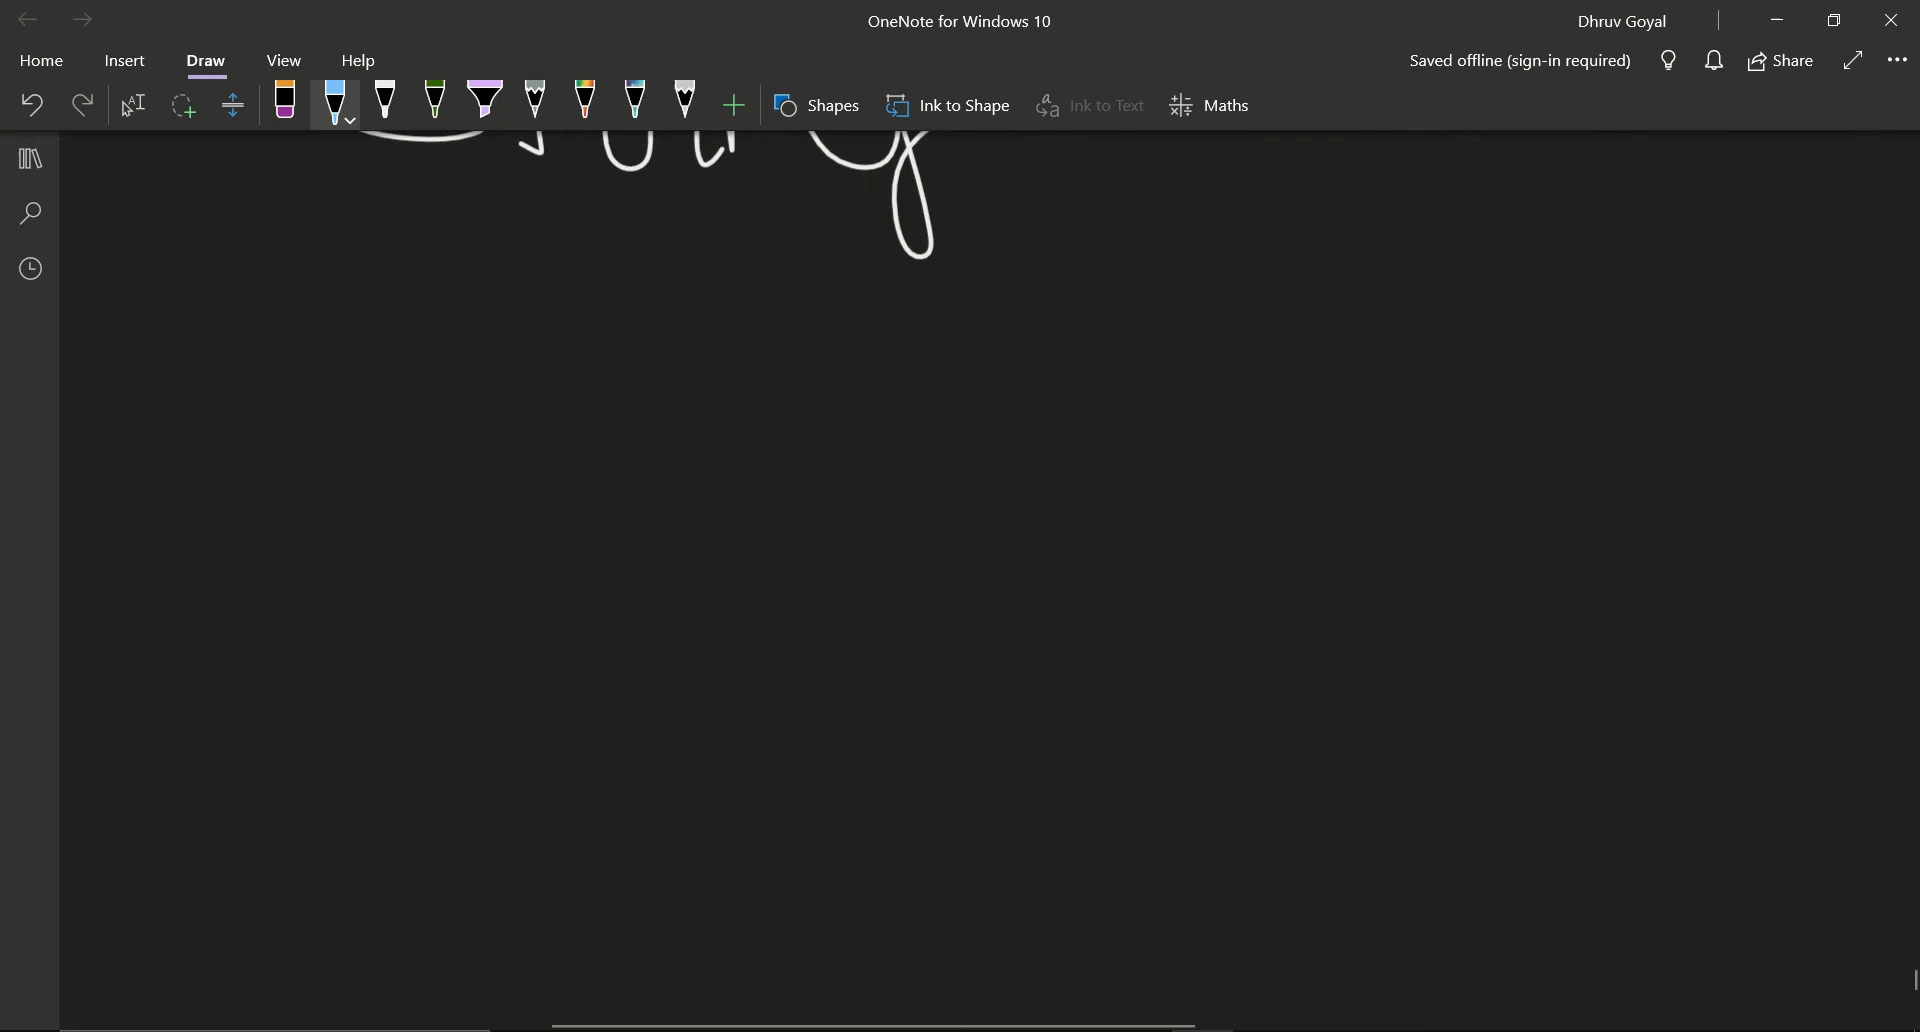 OneNote for Windows 10
Dhruv Goyal
Home Insert Draw View Help
Saved offline (sign-in required)
Share
Shapes
Ink to Shape
Ink to Text
Maths